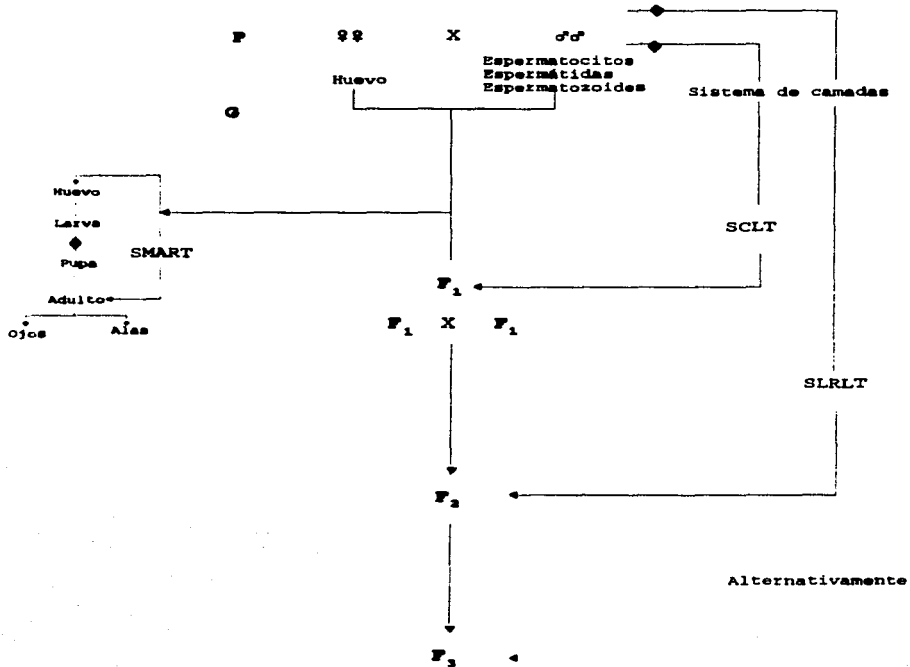 P ♀♀ X ♂♂
Espermatocitos
Espermátidas
Espermatozoides
Huevo
Sistema de camadas
G
Huevo
Larva
Pupa
Adulto
Ojos Alas
SMART
SCLT
F₁
F₁ X F₁
SLRLT
F₂
Alternativamente
F₃